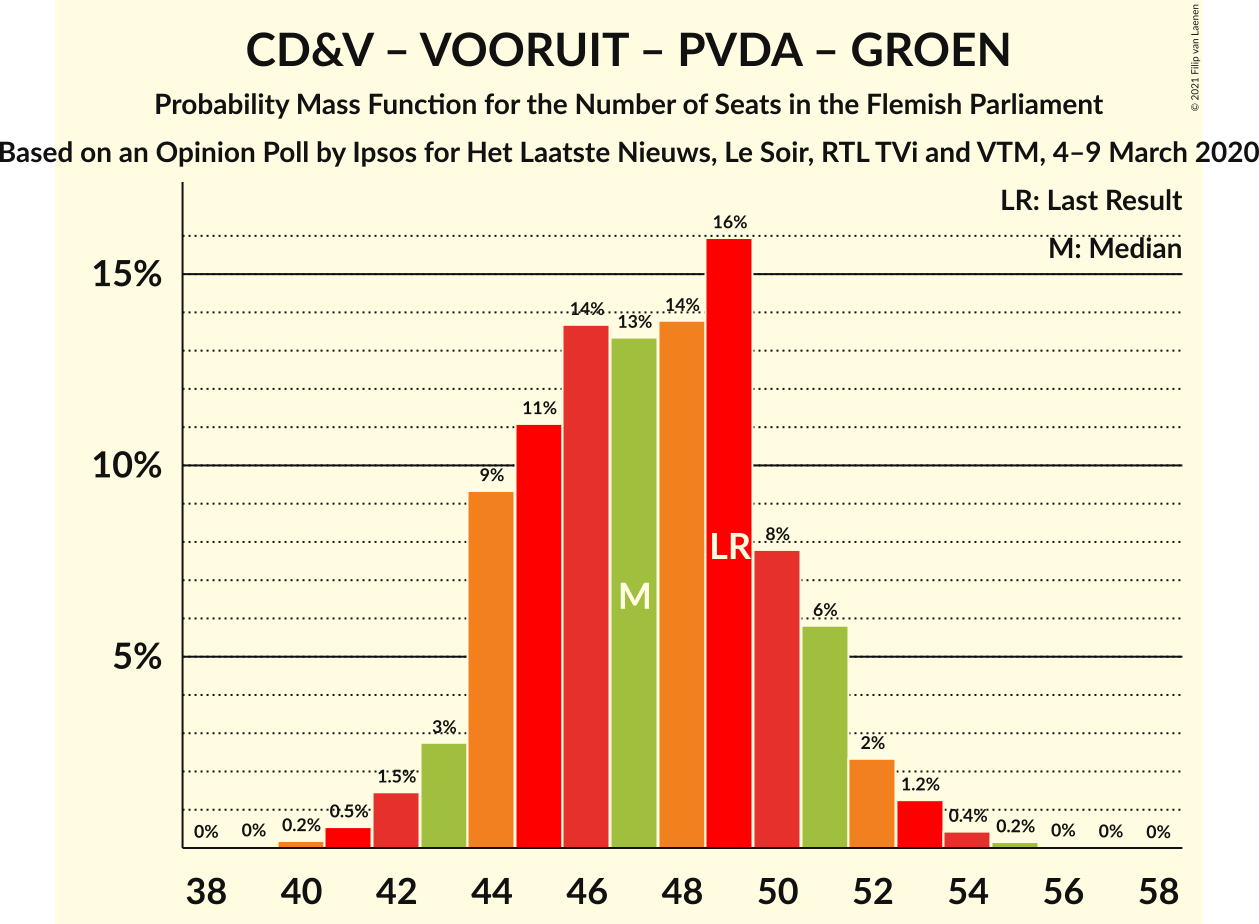 CD&V – VOORUIT – PVDA – GROEN
Probability Mass Function for the Number of Seats in the Flemish Parliament
Based on an Opinion Poll by Ipsos for Het Laatste Nieuws, Le Soir, RTL TVi and VTM, 4–9 March 2020
© 2021 Filip van Laenen
LR: Last Result
M: Median
15%
10%
5%
0%
0%
0.2%
0.5%
1.5%
3%
9%
11%
14%
13%
14%
16%
8%
6%
2%
1.2%
0.4%
0.2%
0%
0%
0%
M
LR
38 40 42 44 46 48 50 52 54 56 58